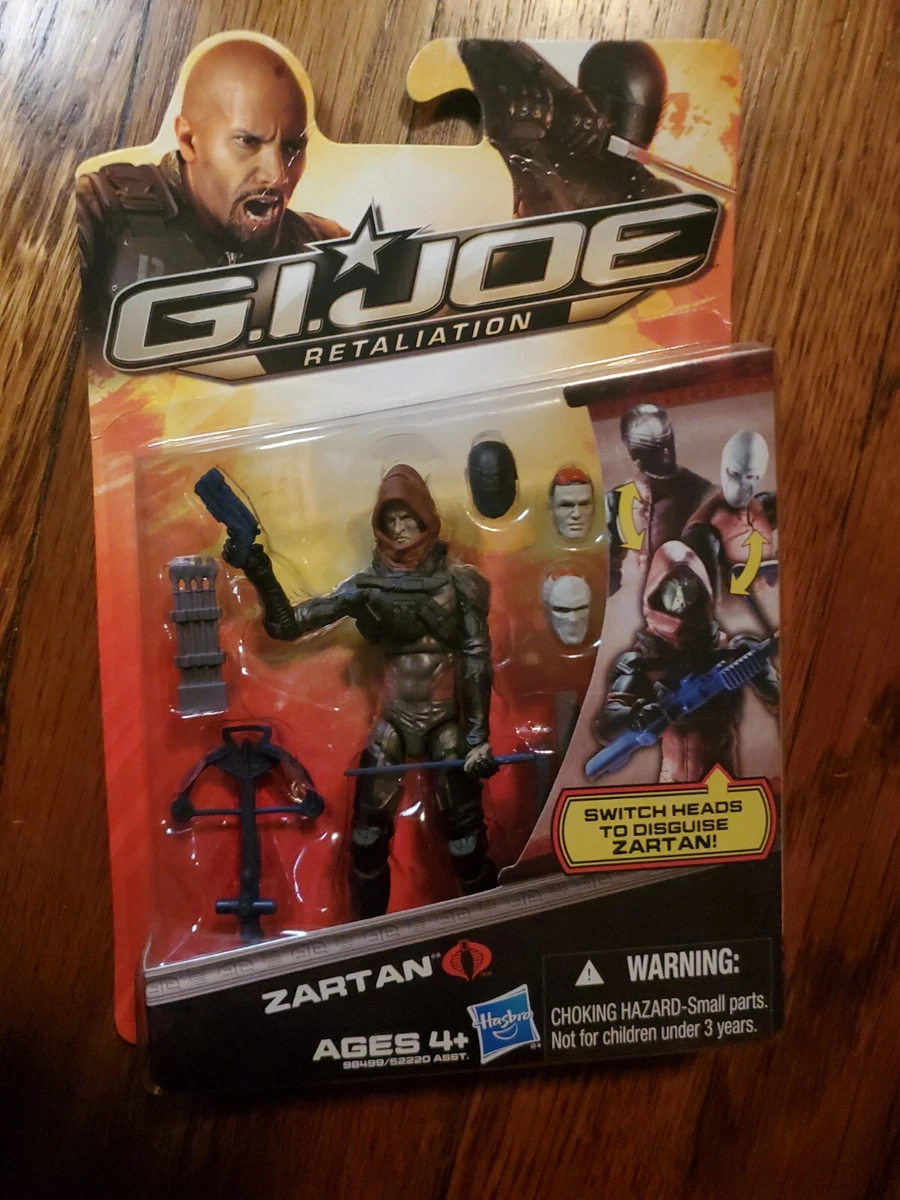 G.I.JOE
RETALIATION
SWITCH HEADS
TO DISGUISE
ZARTAN!
ZARTAN™
WARNING:
CHOKING HAZARD-Small parts.
Not for children under 3 years.
Hasbro
AGES 4+
98499/52220 ASST.